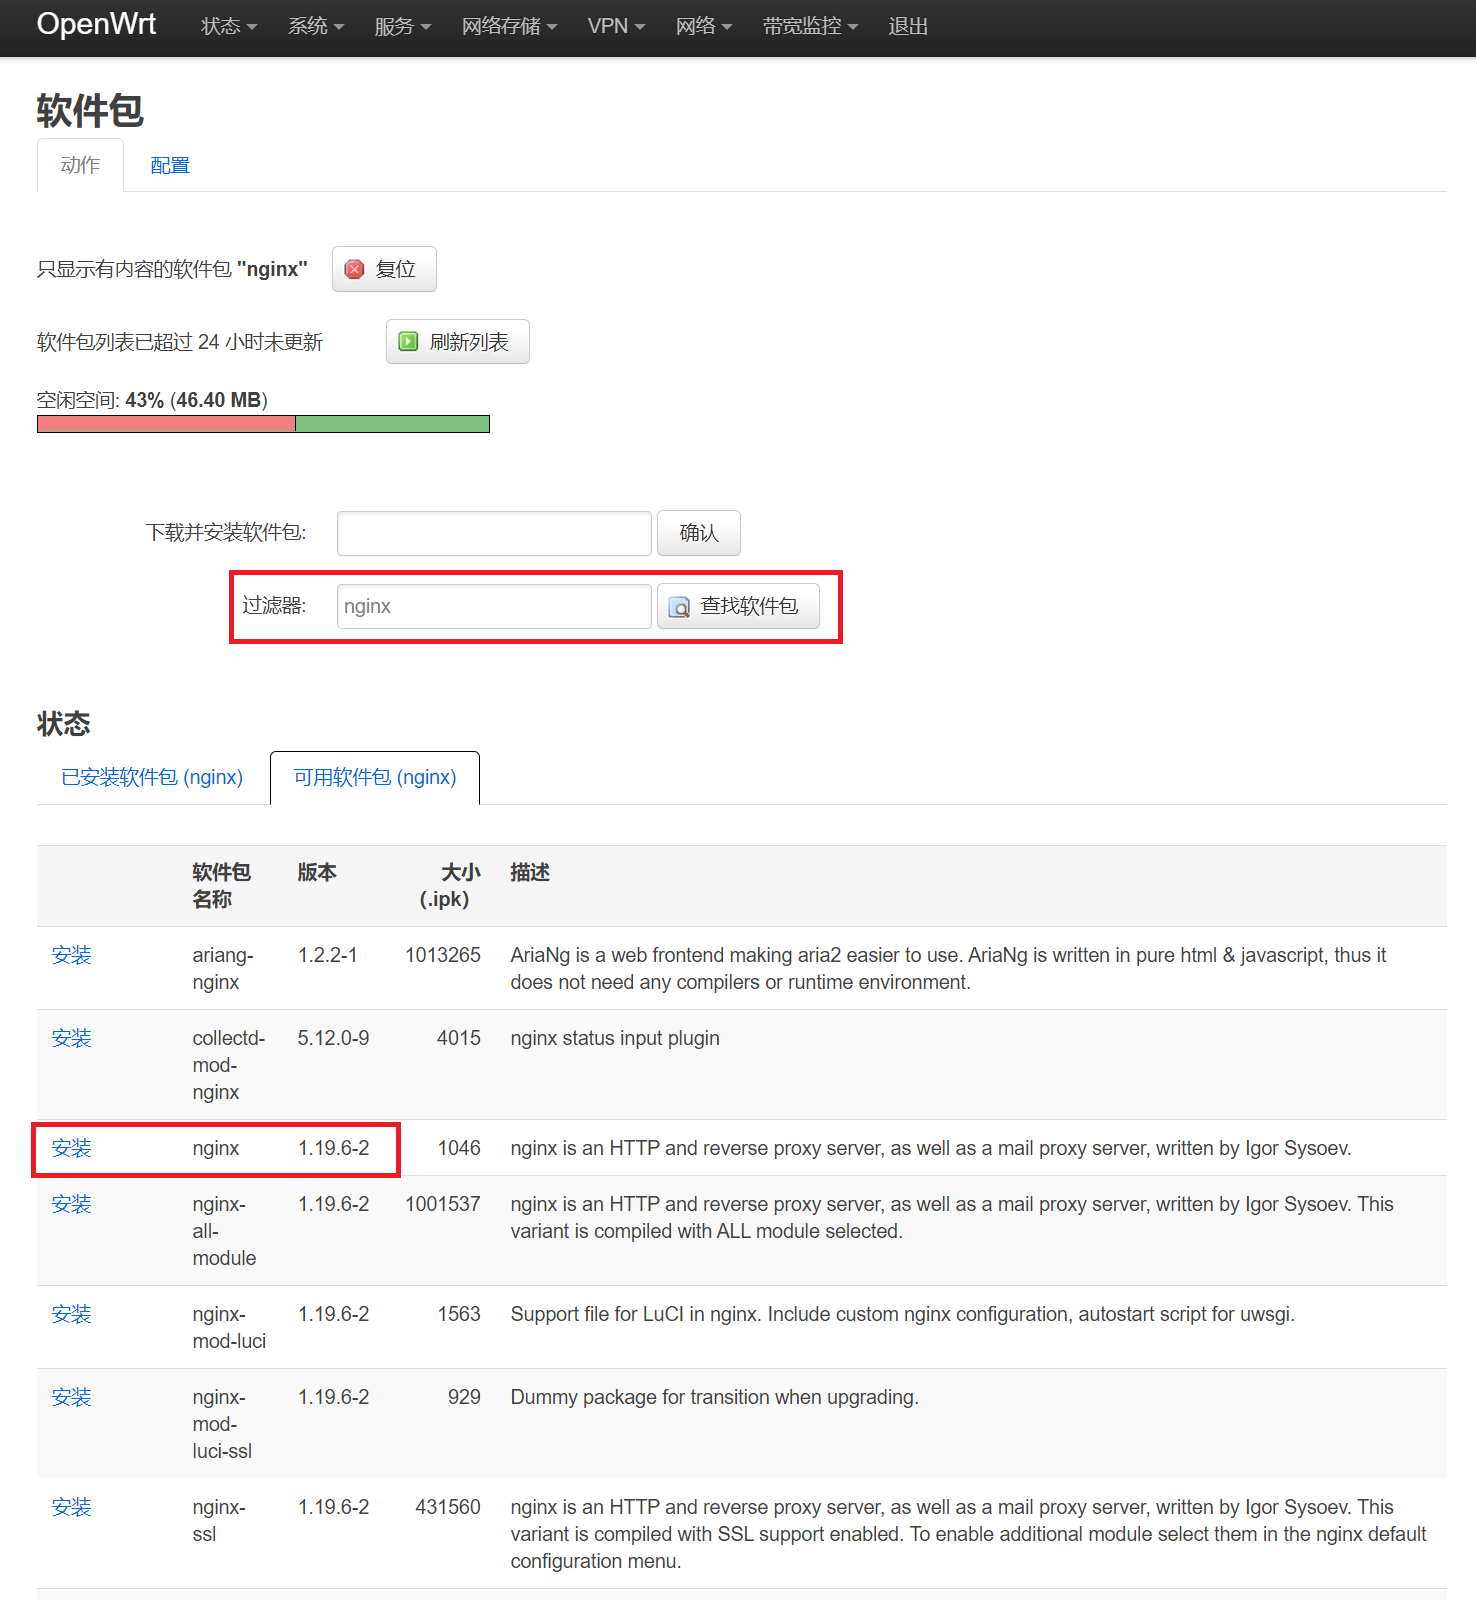 OpenWrt 状态 系统 服务 网络存储 VPN 网络 带宽监控 退出
软件包
动作 配置
只显示有内容的软件包 "nginx" 复位
软件包列表已超过 24 小时未更新 刷新列表
空闲空间: 43% (46.40 MB)
下载并安装软件包: 确认
过滤器: nginx 查找软件包
状态
已安装软件包 (nginx) 可用软件包 (nginx)
软件包 版本 大小 描述
名称 (.ipk)
安装 ariang- 1.2.2-1 1013265 AriaNg is a web frontend making aria2 easier to use. AriaNg is written in pure html & javascript, thus it
nginx does not need any compilers or runtime environment.
安装 collectd- 5.12.0-9 4015 nginx status input plugin
mod-
nginx
安装 nginx 1.19.6-2 1046 nginx is an HTTP and reverse proxy server, as well as a mail proxy server, written by Igor Sysoev.
安装 nginx- 1.19.6-2 1001537 nginx is an HTTP and reverse proxy server, as well as a mail proxy server, written by Igor Sysoev. This
all- variant is compiled with ALL module selected.
module
安装 nginx- 1.19.6-2 1563 Support file for LuCI in nginx. Include custom nginx configuration, autostart script for uwsgi.
mod-luci
安装 nginx- 1.19.6-2 929 Dummy package for transition when upgrading.
mod-
luci-ssl
安装 nginx- 1.19.6-2 431560 nginx is an HTTP and reverse proxy server, as well as a mail proxy server, written by Igor Sysoev. This
ssl variant is compiled with SSL support enabled. To enable additional module select them in the nginx default
configuration menu.